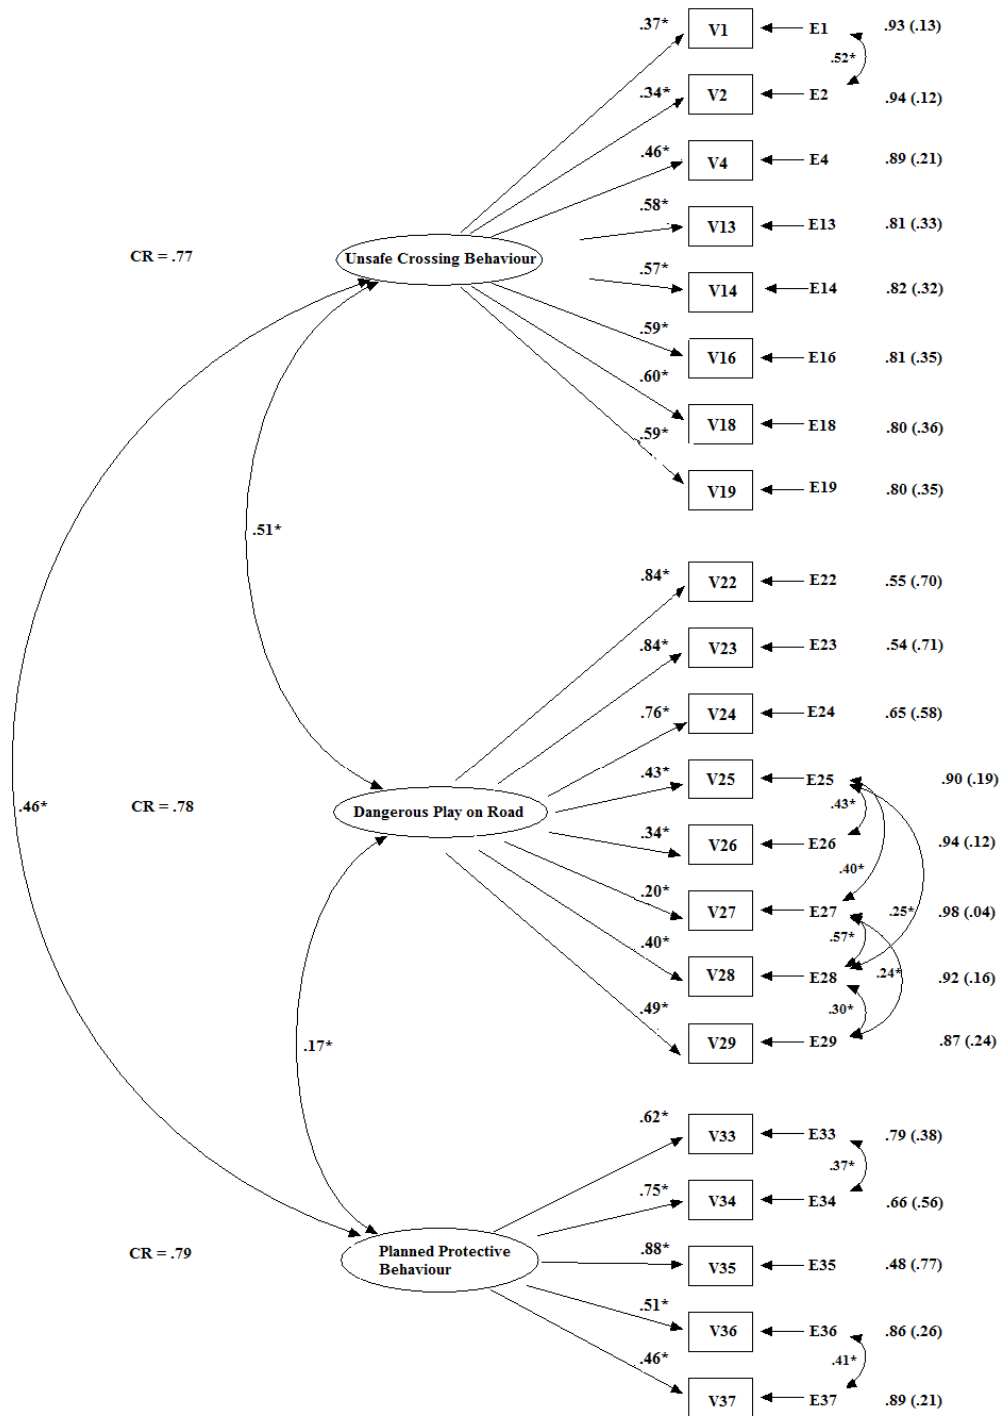 .37* V1 E1 .93 (.13)
.52*
.34* V2 E2 .94 (.12)
.46* V4 E4 .89 (.21)
.58* V13 E13 .81 (.33)
CR = .77 Unsafe Crossing Behaviour
.57* V14 E14 .82 (.32)
.59* V16 E16 .81 (.35)
.60*
V18 E18 .80 (.36)
.59*
V19 E19 .80 (.35)
.51*
.84* V22 E22 .55 (.70)
.84* V23 E23 .54 (.71)
.76* V24 E24 .65 (.58)
.43* V25 E25 .90 (.19)
.46* CR = .78 Dangerous Play on Road .43*
.34* V26 E26 .94 (.12)
.40*
.20* V27 E27 .25* .98 (.04)
.57*
.40* V28 E28 .24* .92 (.16)
.49* .30*
V29 E29 .87 (.24)
.17*
.62* V33 E33 .79 (.38)
.37*
.75* V34 E34 .66 (.56)
CR = .79 Planned Protective
Behaviour
.88* V35 E35 .48 (.77)
.51* V36 E36 .86 (.26)
.46* .41*
V37 E37 .89 (.21)